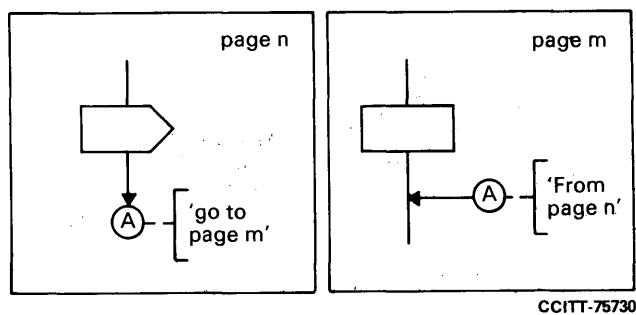 page n
A
'go to
page m'
page m
A
'From
page n'
CCITT-75730